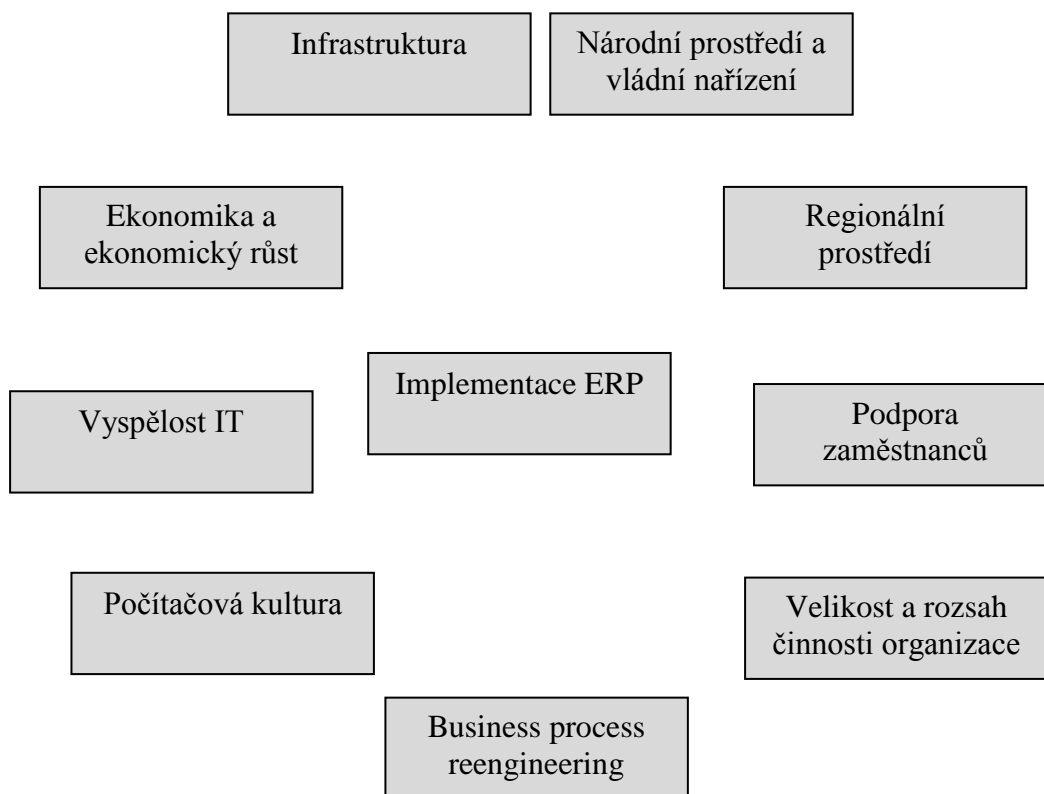 Infrastruktura
Národní prostředí a
vládní nařízení
Ekonomika a
ekonomický růst
Regionální
prostředí
Implementace ERP
Vyspělost IT
Podpora
zaměstnanců
Počítačová kultura
Velikost a rozsah
činnosti organizace
Business process
reengineering